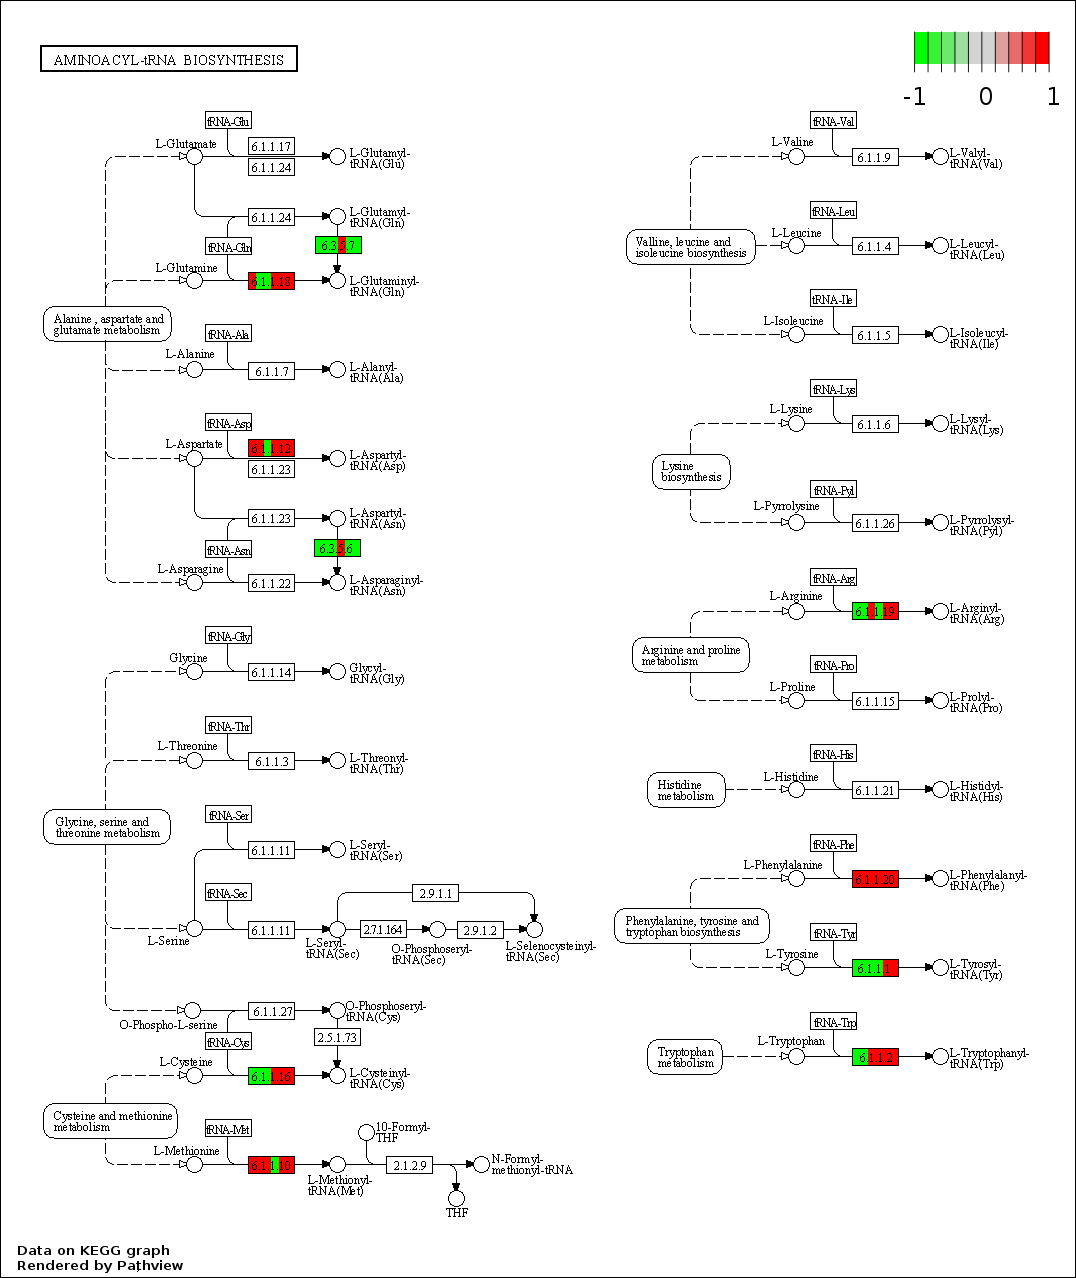 AMINOACYL-tRNA BIOSYNTHESIS
-1 0 1
tRNA-Glu
L-Glutamate
6.1.1.17
6.1.1.24
L-Glutamyl-
tRNA(Glu)
6.1.1.24
L-Glutamyl-
tRNA(Gln)
tRNA-Gln
6.3.5.7
L-Glutamine
6.1.1.18
L-Glutaminyl-
tRNA(Gln)
Alanine, aspartate and
glutamate metabolism
tRNA-Ala
L-Alanine
6.1.1.7
L-Alanyl-
tRNA(Ala)
tRNA-Asp
L-Aspartate
6.1.1.12
6.1.1.23
L-Aspartyl-
tRNA(Asp)
6.1.1.23
L-Aspartyl-
tRNA(Asn)
tRNA-Asn
6.3.5.6
L-Asparagine
6.1.1.22
L-Asparaginyl-
tRNA(Asn)
tRNA-Gly
Glycine
6.1.1.14
Glycyl-
tRNA(Gly)
tRNA-Thr
L-Threonine
6.1.1.3
L-Threonyl-
tRNA(Thr)
Glycine, serine and
threonine metabolism
tRNA-Ser
6.1.1.11
L-Seryl-
tRNA(Ser)
tRNA-Sec
L-Serine
6.1.1.11
L-Seryl-
tRNA(Sec)
2.9.1.1
2.7.1.164
O-Phosphoseryl-
tRNA(Sec)
2.9.1.2
L-Selenocysteinyl-
tRNA(Sec)
O-Phospho-L-serine
6.1.1.27
O-Phosphoseryl-
tRNA(Cys)
tRNA-Cys
2.5.1.73
L-Cysteine
6.1.1.16
L-Cysteinyl-
tRNA(Cys)
Cysteine and methionine
metabolism
tRNA-Met
L-Methionine
6.1.1.10
L-Methionyl-
tRNA(Met)
10-Formyl-
THF
2.1.2.9
N-Formyl-
methionyl-tRNA
THF
tRNA-Val
L-Valine
6.1.1.9
L-Valyl-
tRNA(Val)
tRNA-Leu
L-Leucine
Valline, leucine and
isoleucine biosynthesis
6.1.1.4
L-Leucyl-
tRNA(Leu)
tRNA-Ile
L-Isoleucine
6.1.1.5
L-Isoleucyl-
tRNA(Ile)
tRNA-Lys
L-Lysine
6.1.1.6
L-Lysyl-
tRNA(Lys)
Lysine
biosynthesis
tRNA-Pyl
L-Pyrrolysine
6.1.1.26
L-Pyrrolysyl-
tRNA(Pyl)
tRNA-Arg
L-Arginine
6.1.1.19
L-Arginyl-
tRNA(Arg)
Arginine and proline
metabolism
tRNA-Pro
L-Proline
6.1.1.15
L-Prolyl-
tRNA(Pro)
tRNA-His
L-Histidine
Histidine
metabolism
6.1.1.21
L-Histidyl-
tRNA(His)
tRNA-Phe
L-Phenylalanine
6.1.1.20
L-Phenylalanyl-
tRNA(Phe)
Phenylalanine, tyrosine and
tryptophan biosynthesis
tRNA-Tyr
L-Tyrosine
6.1.1.1
L-Tyrosyl-
tRNA(Tyr)
tRNA-Trp
L-Tryptophan
Tryptophan
metabolism
6.1.1.2
L-Tryptophanyl-
tRNA(Trp)
Data on KEGG graph
Rendered by Pathview